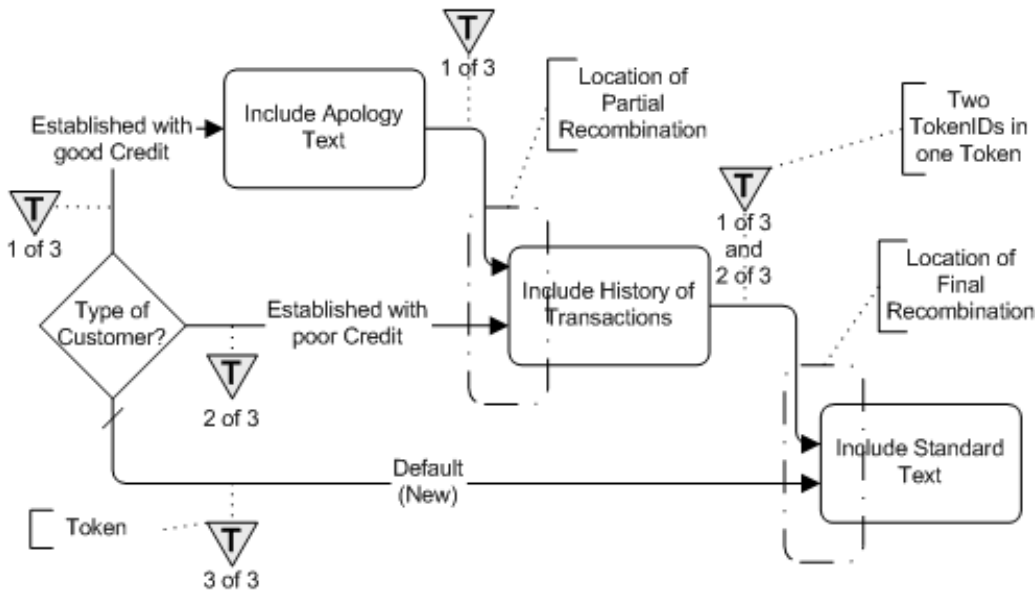 T
1 of 3
Include Apology
Text
Location of
Partial
Recombination
Two
TokenIDs in
one Token
Established with
good Credit
T
1 of 3
T
1 of 3
and
2 of 3
Location of
Final
Recombination
Type of
Customer?
Established with
poor Credit
Include History of
Transactions
T
2 of 3
Include Standard
Text
Default
(New)
Token
T
3 of 3